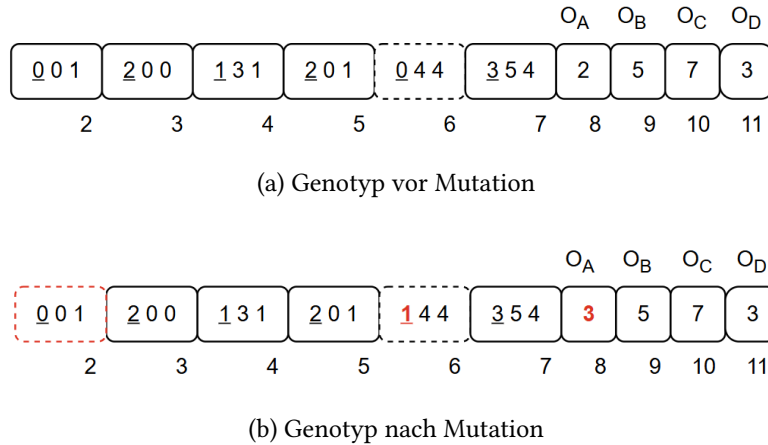 O_A O_B O_C O_D
0 0 1 2 0 0 1 3 1 2 0 1 0 4 4 3 5 4 2 5 7 3
2 3 4 5 6 7 8 9 10 11
(a) Genotyp vor Mutation
O_A O_B O_C O_D
0 0 1 2 0 0 1 3 1 2 0 1 1 4 4 3 5 4 3 5 7 3
2 3 4 5 6 7 8 9 10 11
(b) Genotyp nach Mutation